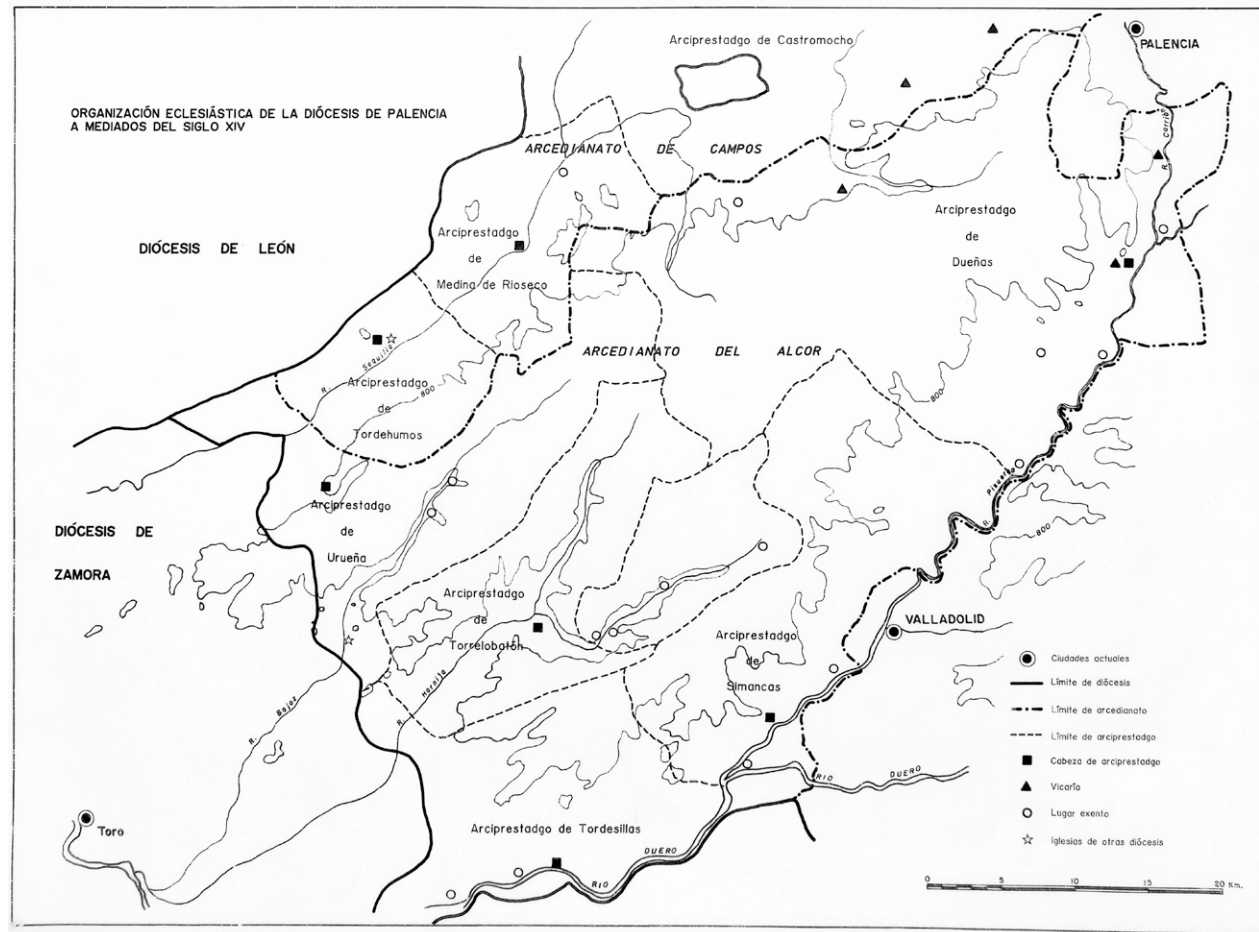 ORGANIZACIÓN ECLESIÁSTICA DE LA DIÓCESIS DE PALENCIA
A MEDIADOS DEL SIGLO XIV
Arciprestadgo de Castromocho
PALENCIA
R. Carrión
ARCEDIANATO DE CAMPOS
DIÓCESIS DE LEÓN
Arciprestadgo
de
Medina de Rioseco
Arciprestadgo
de
Dueñas
R. Sequillo
800
Arciprestadgo
de
Tordehumos
ARCEDIANATO DEL ALCOR
800
R. Pisuerga
800
DIÓCESIS DE
ZAMORA
Arciprestadgo
de
Urueña
Arciprestadgo
de
Torrelobatón
Arciprestadgo
de
Simancas
VALLADOLID
R. Bajoz
R. Hornija
RIO DUERO
Toro
Arciprestadgo de Tordesillas
RIO DUERO
Ciudades actuales
Límite de diócesis
Límite de arcedianato
Límite de arciprestadgo
Cabeza de arciprestadgo
Vicaría
Lugar exento
Iglesias de otras diócesis
0 5 10 15 20 Km.